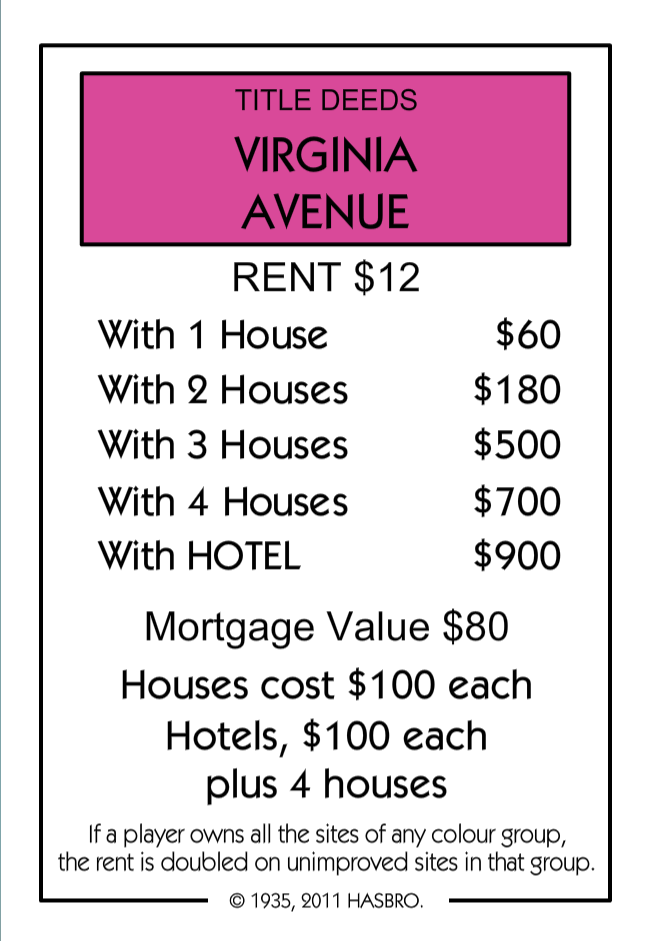 TITLE DEEDS
VIRGINIA
AVENUE
RENT $12
With 1 House $60
With 2 Houses $180
With 3 Houses $500
With 4 Houses $700
With HOTEL $900
Mortgage Value $80
Houses cost $100 each
Hotels, $100 each
plus 4 houses
If a player owns all the sites of any colour group,
the rent is doubled on unimproved sites in that group.
© 1935, 2011 HASBRO.